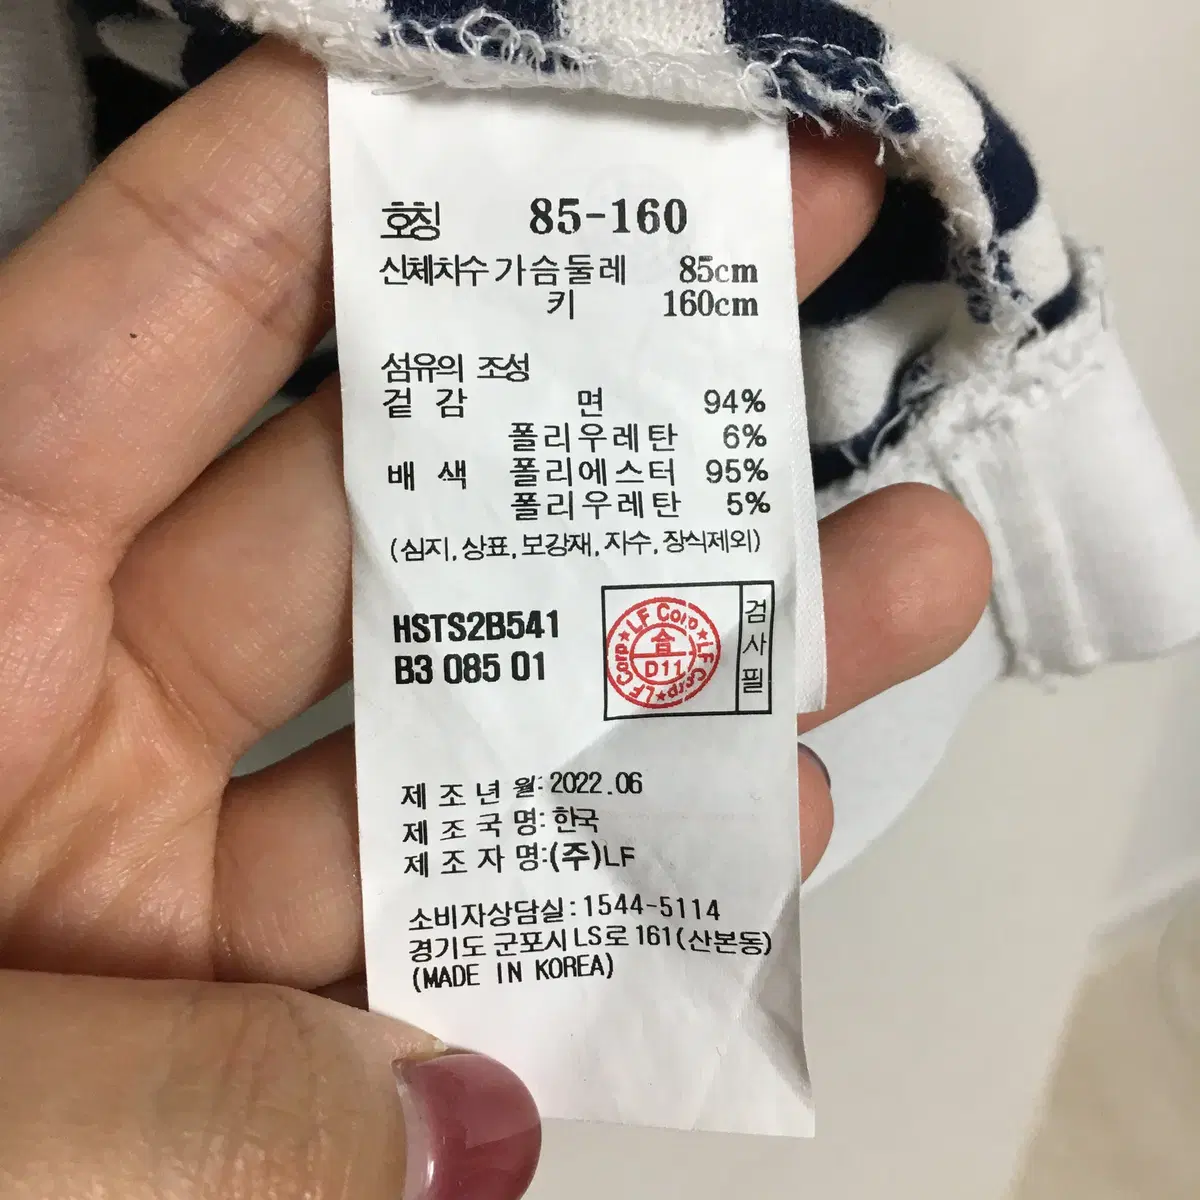 호칭 85-160
신체치수 가슴둘레 85cm
키 160cm
섬유의 조성
겉감 면 94%
폴리우레탄 6%
배색 폴리에스터 95%
폴리우레탄 5%
(심지,상표,보강재,자수,장식제외)
HSTS2B541
B3 085 01
LF Corp★LF Corp★LF Corp★
合
D11
검사필
제조년월: 2022.06
제조국명: 한국
제조자명:(주)LF
소비자상담실:1544-5114
경기도 군포시 LS로 161(산본동)
(MADE IN KOREA)